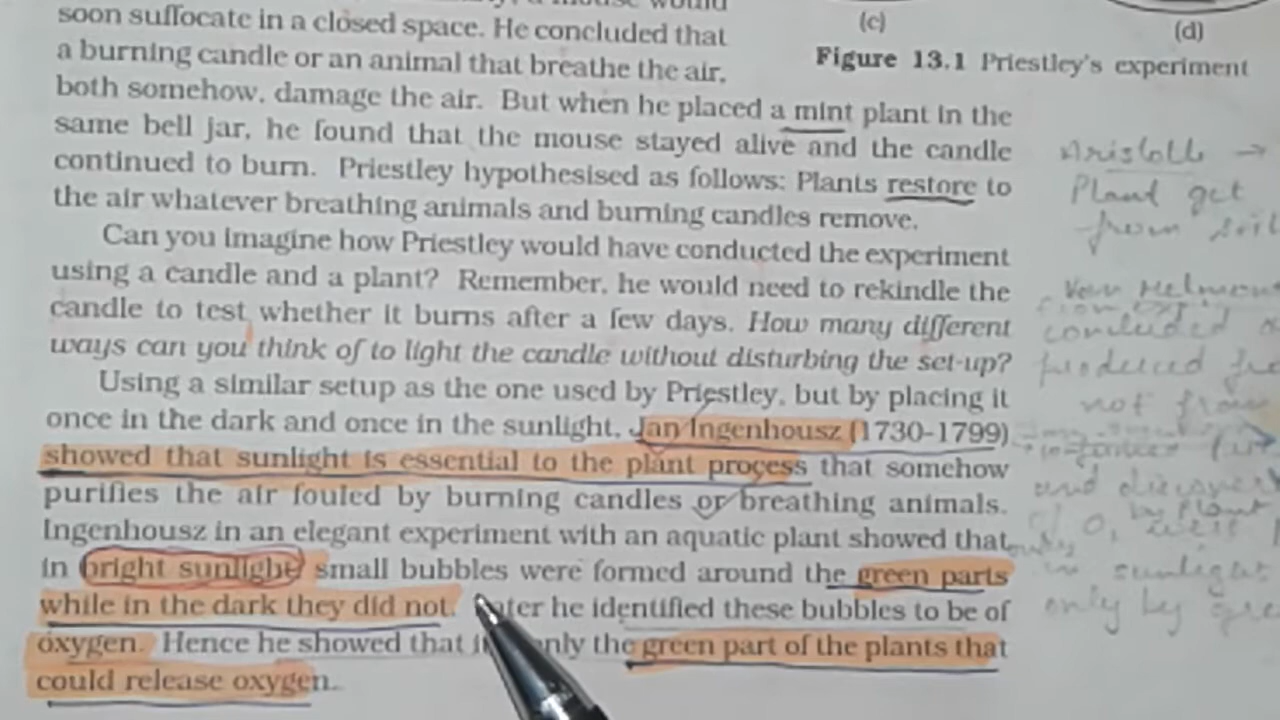 soon suffocate in a closed space. He concluded that
a burning candle or an animal that breathe the air,
both somehow, damage the air. But when he placed a mint plant in the
same bell jar, he found that the mouse stayed alive and the candle
continued to burn. Priestley hypothesised as follows: Plants restore to
the air whatever breathing animals and burning candles remove.
Can you imagine how Priestley would have conducted the experiment
using a candle and a plant? Remember, he would need to rekindle the
candle to test whether it burns after a few days. How many different
ways can you think of to light the candle without disturbing the set-up?
Using a similar setup as the one used by Priestley, but by placing it
once in the dark and once in the sunlight, Jan Ingenhousz (1730-1799)
showed that sunlight is essential to the plant process that somehow
purifies the air fouled by burning candles or breathing animals.
Ingenhousz in an elegant experiment with an aquatic plant showed that
in bright sunlight small bubbles were formed around the green parts
while in the dark they did not. he identified these bubbles to be of
oxygen. Hence he showed that only the green part of the plants that
could release oxygen.
(c)
(d)
Figure 13.1 Priestley's experiment
Aristotle →
Plant get
from soil
concluded
produced
not from
and
by plant
in sunlight
only by